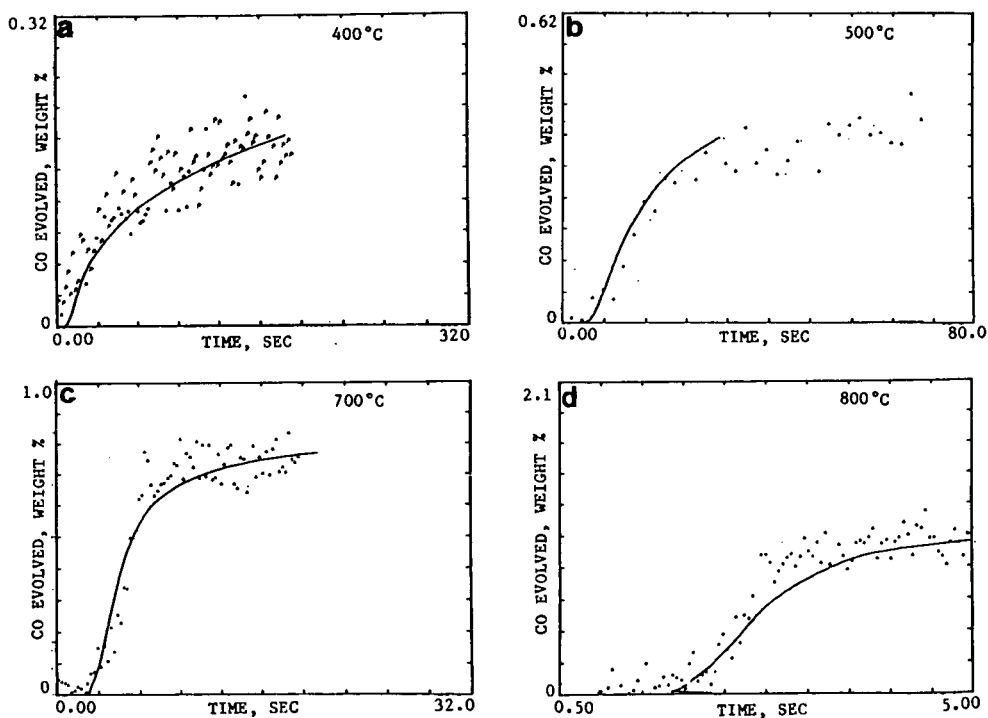 0.32
a
400°C
CO EVOLVED, WEIGHT %
0
0.00
TIME, SEC
32.0
0.62
b
500°C
CO EVOLVED, WEIGHT %
0
0.00
TIME, SEC
80.0
1.0
c
700°C
CO EVOLVED, WEIGHT %
0
0.00
TIME, SEC
32.0
2.1
d
800°C
CO EVOLVED, WEIGHT %
0
0.50
TIME, SEC
5.00